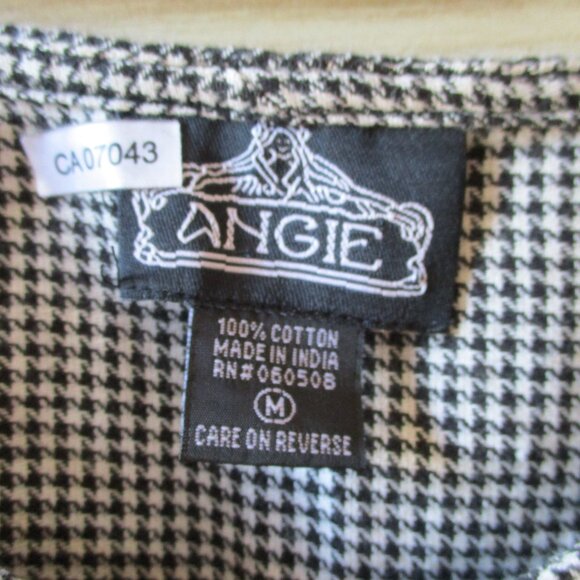 CA07043
ANGIE
100% COTTON
MADE IN INDIA
RN# 060508
M
CARE ON REVERSE